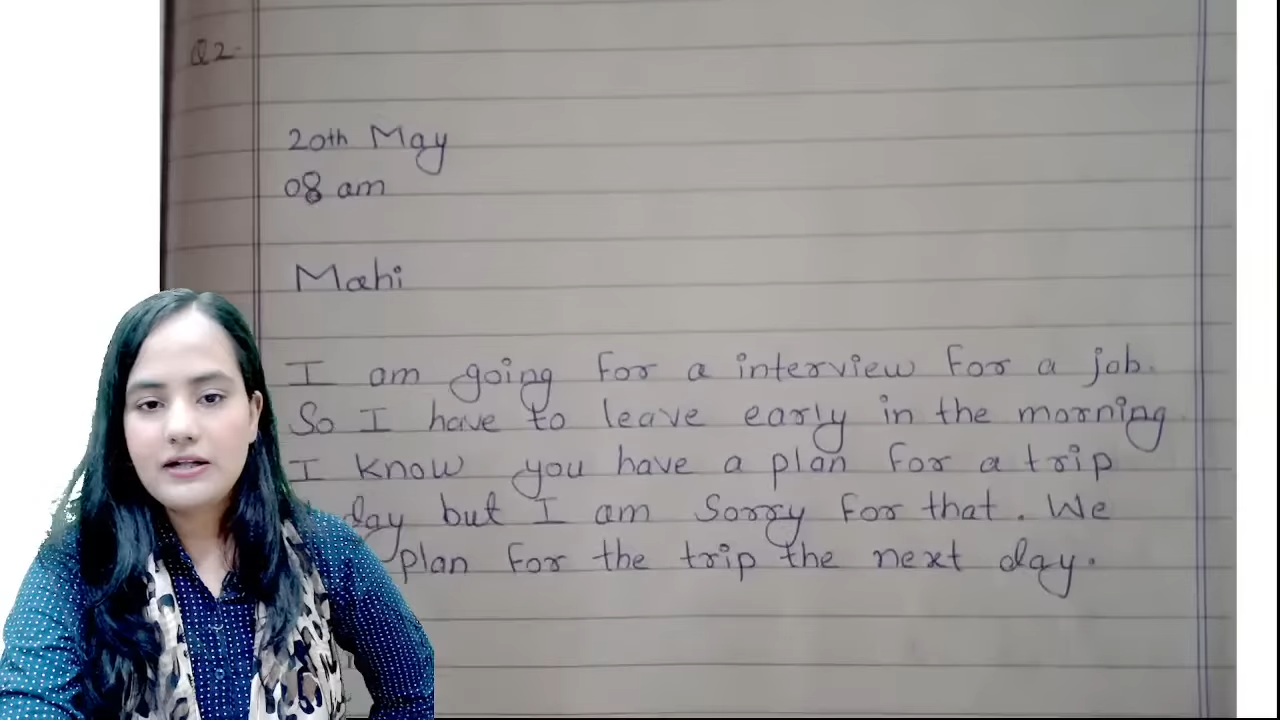 Q2.
20th May
08 am
Mahi
I am going for a interview for a job.
So I have to leave early in the morning
I know you have a plan for a trip
day but I am Sorry for that. We
plan for the trip the next day.